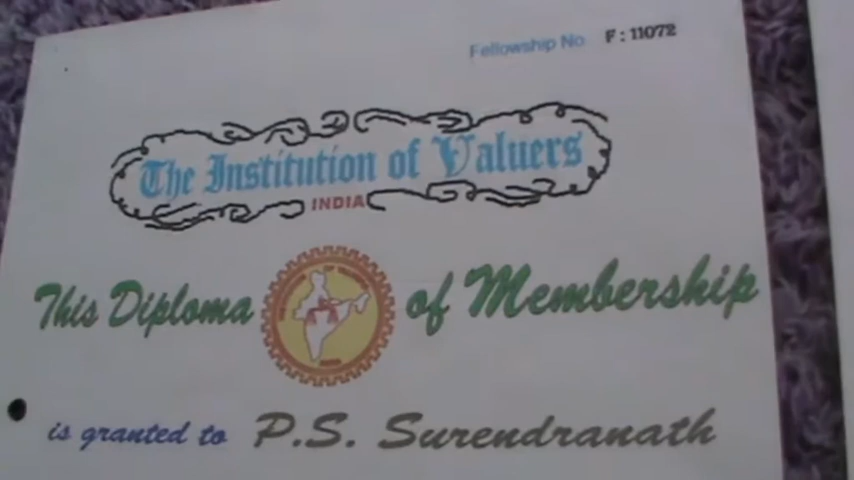 Fellowship No F : 11072
The Institution of Valuers
INDIA
This Diploma of Membership
is granted to P.S. Surendranath